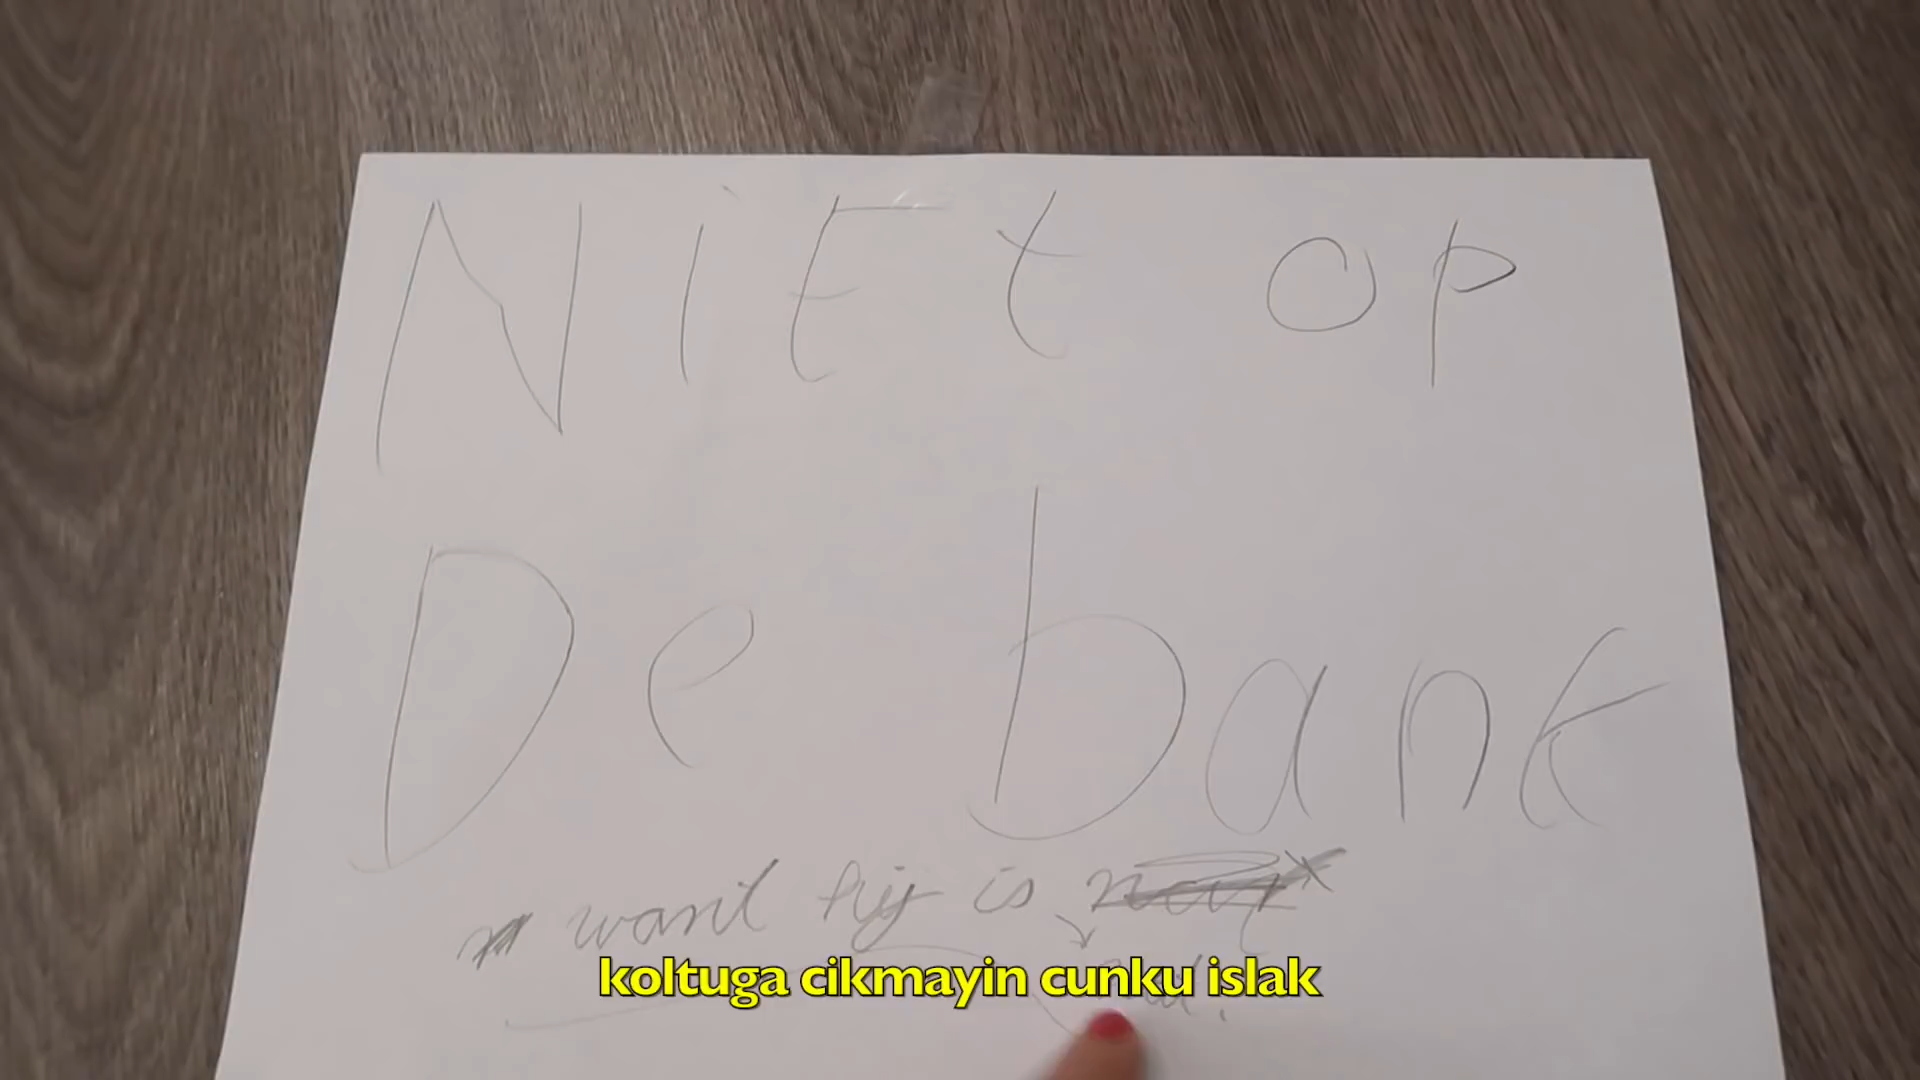 NiEt op
De bank
want hij is
koltuga cikmayin cunku islak